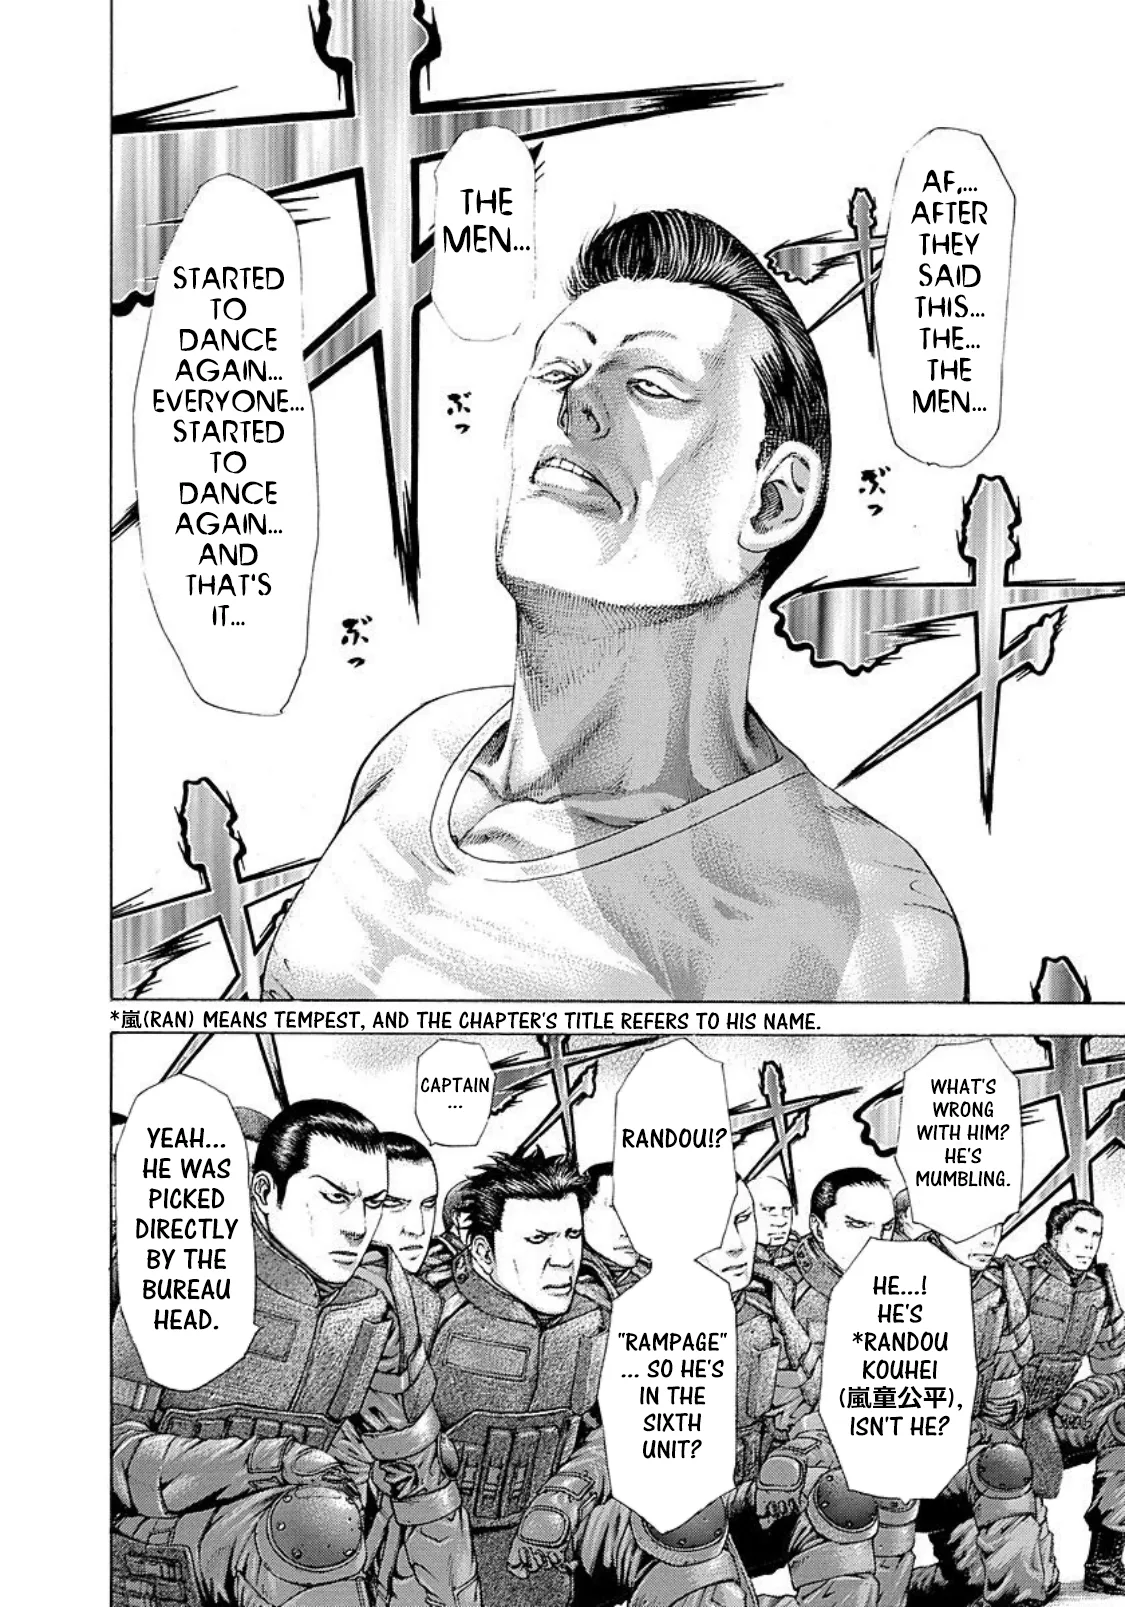 AF,...
AFTER
THEY
SAID
THIS...
THE...
THE
MEN...
THE
MEN...
STARTED
TO
DANCE
AGAIN...
EVERYONE...
STARTED
TO
DANCE
AGAIN...
AND
THAT'S
IT...
ぶっ
ぶっ
ぶっ
*嵐(RAN) MEANS TEMPEST, AND THE CHAPTER'S TITLE REFERS TO HIS NAME.
WHAT'S
WRONG
WITH HIM?
HE'S
MUMBLING.
HE...!
HE'S
*RANDOU
KOUHEI
(嵐童公平),
ISN'T HE?
RANDOU!?
"RAMPAGE"
... SO HE'S
IN THE
SIXTH
UNIT?
CAPTAIN
...
YEAH...
HE WAS
PICKED
DIRECTLY
BY THE
BUREAU
HEAD.